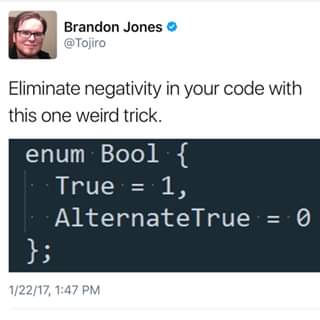 Brandon Jones
@Tojiro
Eliminate negativity in your code with
this one weird trick.
enum Bool {
True = 1,
AlternateTrue = 0
};
1/22/17, 1:47 PM